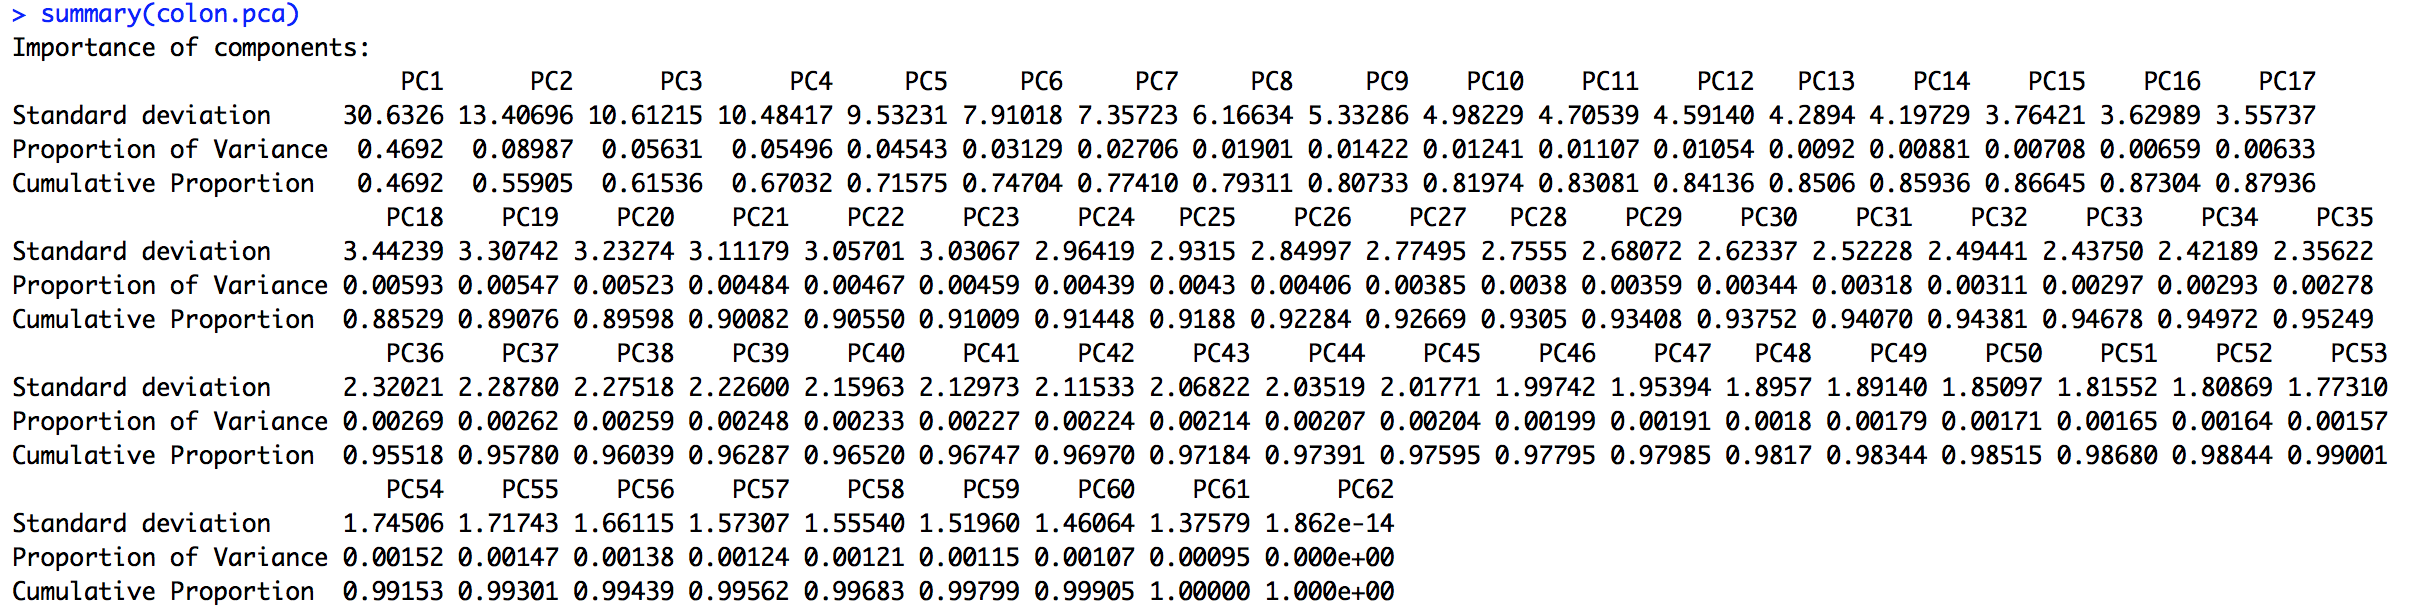 > summary(colon.pca)
Importance of components:
                          PC1      PC2      PC3      PC4     PC5     PC6     PC7     PC8     PC9    PC10    PC11    PC12   PC13    PC14    PC15    PC16    PC17
Standard deviation     30.6326 13.40696 10.61215 10.48417 9.53231 7.91018 7.35723 6.16634 5.33286 4.98229 4.70539 4.59140 4.2894 4.19729 3.76421 3.62989 3.55737
Proportion of Variance  0.4692  0.08987  0.05631  0.05496 0.04543 0.03129 0.02706 0.01901 0.01422 0.01241 0.01107 0.01054 0.0092 0.00881 0.00708 0.00659 0.00633
Cumulative Proportion   0.4692  0.55905  0.61536  0.67032 0.71575 0.74704 0.77410 0.79311 0.80733 0.81974 0.83081 0.84136 0.8506 0.85936 0.86645 0.87304 0.87936
                         PC18    PC19    PC20    PC21    PC22    PC23    PC24   PC25    PC26    PC27   PC28    PC29    PC30    PC31    PC32    PC33    PC34    PC35
Standard deviation     3.44239 3.30742 3.23274 3.11179 3.05701 3.03067 2.96419 2.9315 2.84997 2.77495 2.7555 2.68072 2.62337 2.52228 2.49441 2.43750 2.42189 2.35622
Proportion of Variance 0.00593 0.00547 0.00523 0.00484 0.00467 0.00459 0.00439 0.0043 0.00406 0.00385 0.0038 0.00359 0.00344 0.00318 0.00311 0.00297 0.00293 0.00278
Cumulative Proportion  0.88529 0.89076 0.89598 0.90082 0.90550 0.91009 0.91448 0.9188 0.92284 0.92669 0.9305 0.93408 0.93752 0.94070 0.94381 0.94678 0.94972 0.95249
                         PC36    PC37    PC38    PC39    PC40    PC41    PC42    PC43    PC44    PC45    PC46    PC47   PC48    PC49    PC50    PC51    PC52    PC53
Standard deviation     2.32021 2.28780 2.27518 2.22600 2.15963 2.12973 2.11533 2.06822 2.03519 2.01771 1.99742 1.95394 1.8957 1.89140 1.85097 1.81552 1.80869 1.77310
Proportion of Variance 0.00269 0.00262 0.00259 0.00248 0.00233 0.00227 0.00224 0.00214 0.00207 0.00204 0.00199 0.00191 0.0018 0.00179 0.00171 0.00165 0.00164 0.00157
Cumulative Proportion  0.95518 0.95780 0.96039 0.96287 0.96520 0.96747 0.96970 0.97184 0.97391 0.97595 0.97795 0.97985 0.9817 0.98344 0.98515 0.98680 0.98844 0.99001
                         PC54    PC55    PC56    PC57    PC58    PC59    PC60    PC61      PC62
Standard deviation     1.74506 1.71743 1.66115 1.57307 1.55540 1.51960 1.46064 1.37579 1.862e-14
Proportion of Variance 0.00152 0.00147 0.00138 0.00124 0.00121 0.00115 0.00107 0.00095 0.000e+00
Cumulative Proportion  0.99153 0.99301 0.99439 0.99562 0.99683 0.99799 0.99905 1.00000 1.000e+00